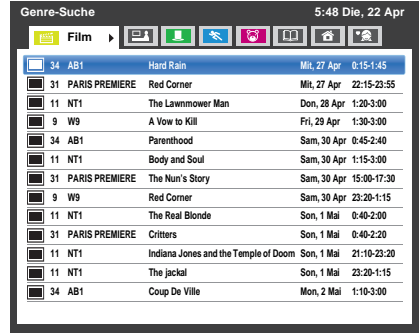 Genre-Suche 5:48 Die, 22 Apr
Film
34 AB1 Hard Rain Mit, 27 Apr 0:15-1:45
31 PARIS PREMIERE Red Corner Mit, 27 Apr 22:15-23:55
11 NT1 The Lawnmower Man Don, 28 Apr 1:20-3:00
9 W9 A Vow to Kill Fri, 29 Apr 1:30-3:00
34 AB1 Parenthood Sam, 30 Apr 0:45-2:40
11 NT1 Body and Soul Sam, 30 Apr 1:15-3:00
31 PARIS PREMIERE The Nun's Story Sam, 30 Apr 15:00-17:30
9 W9 Red Corner Sam, 30 Apr 23:20-1:15
11 NT1 The Real Blonde Son, 1 Mai 0:40-2:00
31 PARIS PREMIERE Critters Son, 1 Mai 0:40-2:20
11 NT1 Indiana Jones and the Temple of Doom Son, 1 Mai 21:10-23:20
11 NT1 The jackal Son, 1 Mai 23:20-1:15
34 AB1 Coup De Ville Mon, 2 Mai 1:10-3:00